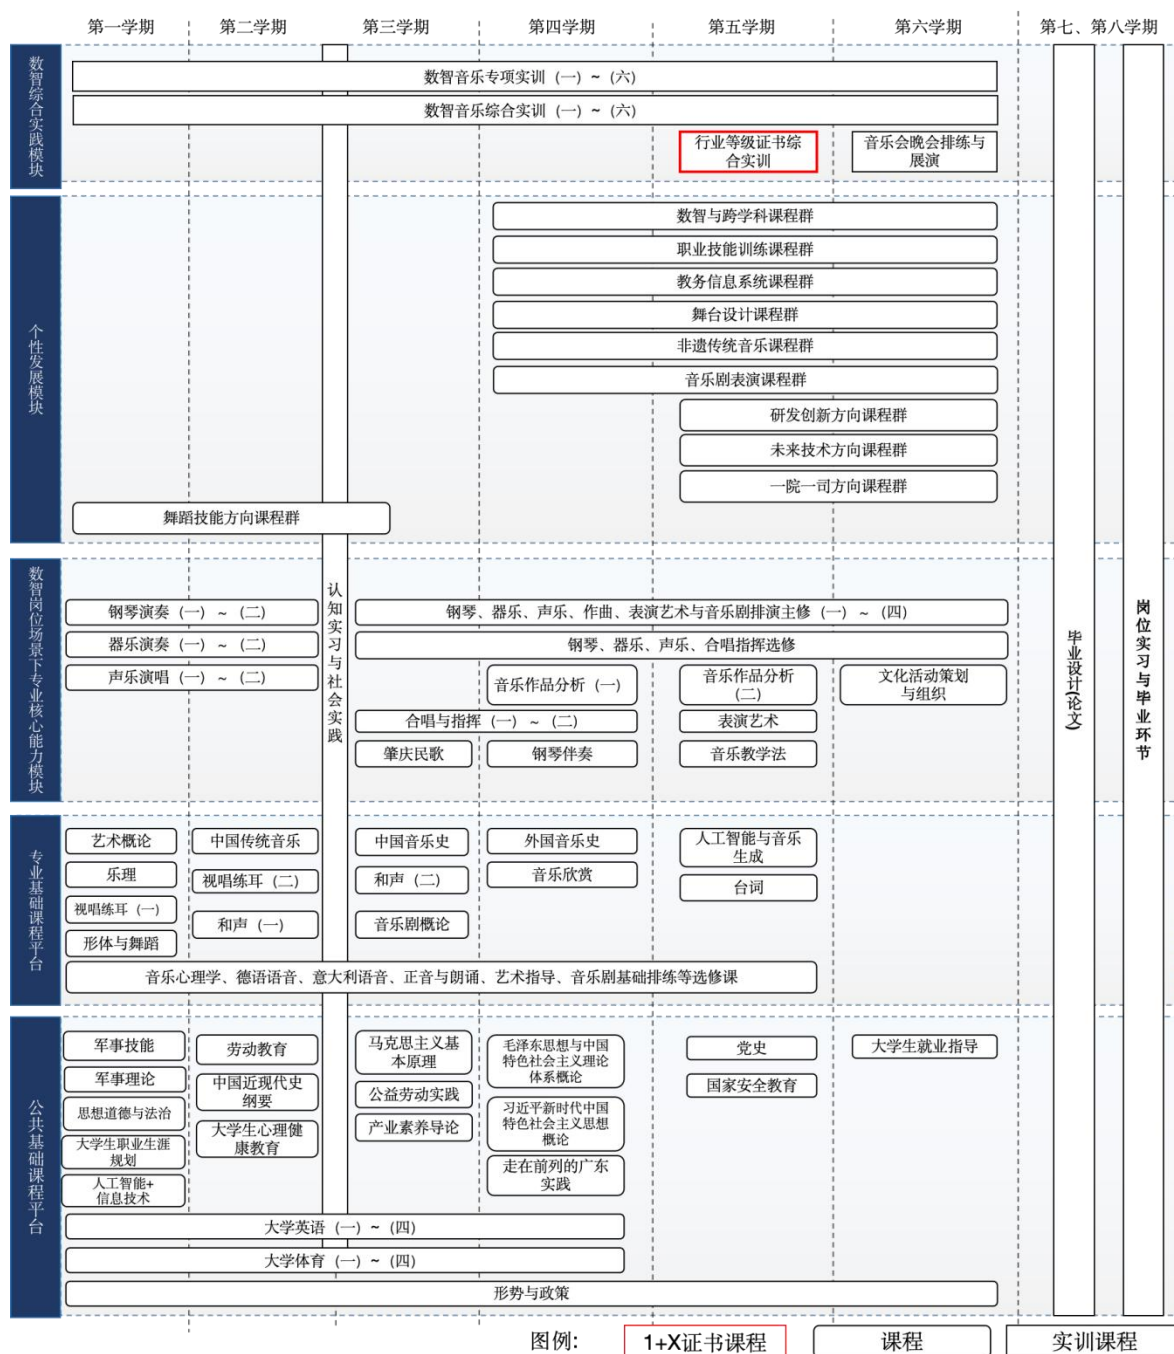 第一学期
第二学期
第三学期
第四学期
第五学期
第六学期
第七、第八学期
数智综合实践模块
数智音乐专项实训（一）~（六）
数智音乐综合实训（一）~（六）
行业等级证书综
合实训
音乐会晚会排练与
展演
个性发展模块
数智与跨学科课程群
职业技能训练课程群
教务信息系统课程群
舞台设计课程群
非遗传统音乐课程群
音乐剧表演课程群
研发创新方向课程群
未来技术方向课程群
一院一司方向课程群
舞蹈技能方向课程群
认知实习与社会实践
毕业设计(论文)
岗位实习与毕业环节
数智岗位场景下专业核心能力模块
钢琴演奏（一）~（二）
钢琴、器乐、声乐、作曲、表演艺术与音乐剧排演主修（一）~（四）
器乐演奏（一）~（二）
钢琴、器乐、声乐、合唱指挥选修
声乐演唱（一）~（二）
音乐作品分析（一）
音乐作品分析
（二）
文化活动策划
与组织
合唱与指挥（一）~（二）
表演艺术
肇庆民歌
钢琴伴奏
音乐教学法
专业基础课程平台
艺术概论
中国传统音乐
中国音乐史
外国音乐史
人工智能与音乐
生成
乐理
视唱练耳（二）
和声（二）
音乐欣赏
台词
视唱练耳（一）
和声（一）
音乐剧概论
形体与舞蹈
音乐心理学、德语语音、意大利语音、正音与朗诵、艺术指导、音乐剧基础排练等选修课
公共基础课程平台
军事技能
劳动教育
马克思主义基
本原理
毛泽东思想与中国
特色社会主义理论
体系概论
党史
大学生就业指导
军事理论
中国近现代史
纲要
公益劳动实践
国家安全教育
思想道德与法治
大学生心理健
康教育
产业素养导论
习近平新时代中国
特色社会主义思想
概论
大学生职业生涯
规划
走在前列的广东
实践
人工智能+
信息技术
大学英语（一）~（四）
大学体育（一）~（四）
形势与政策
图例:
1+X证书课程
课程
实训课程